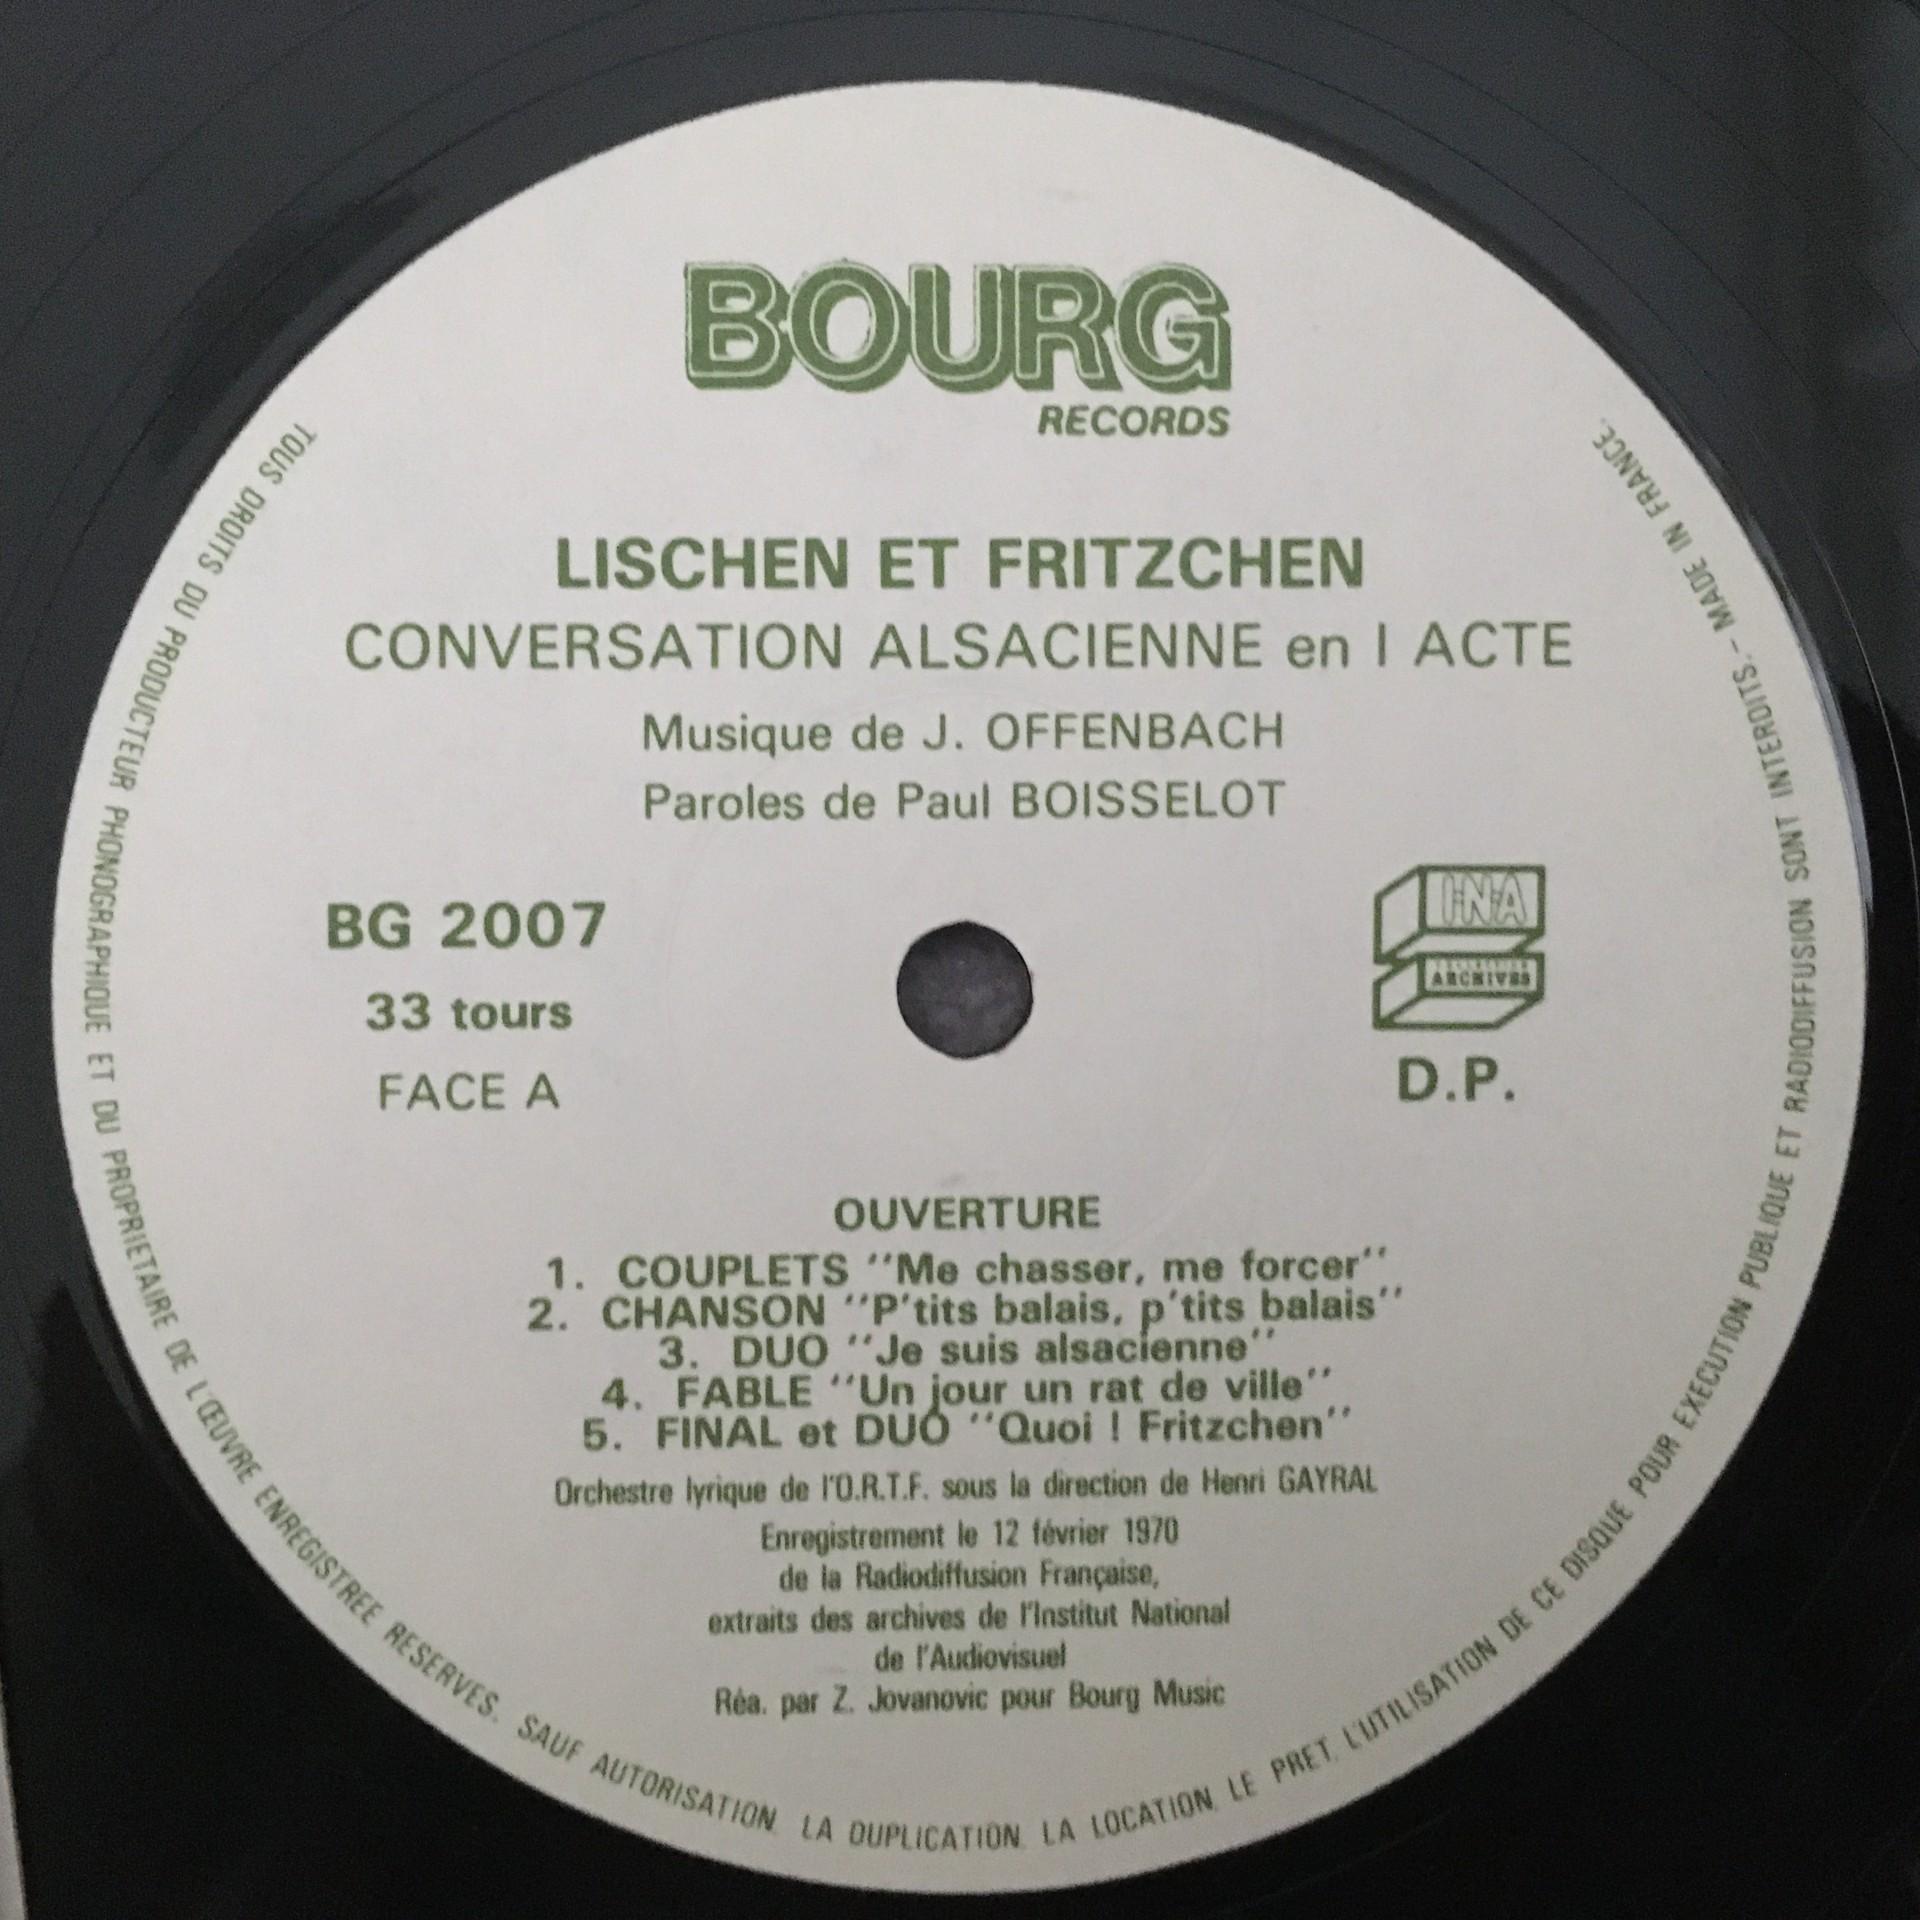 BOURG
RECORDS
LISCHEN ET FRITZCHEN
CONVERSATION ALSACIENNE en I ACTE
Musique de J. OFFENBACH
Paroles de Paul BOISSELOT
BG 2007
33 tours
FACE A
INA
ARCHIVES
D.P.
OUVERTURE
1. COUPLETS "Me chasser, me forcer"
2. CHANSON "P'tits balais, p'tits balais"
3. DUO "Je suis alsacienne"
4. FABLE "Un jour un rat de ville"
5. FINAL et DUO "Quoi ! Fritzchen"
Orchestre lyrique de l'O.R.T.F. sous la direction de Henri GAYRAL
Enregistrement le 12 février 1970
de la Radiodiffusion Française,
extraits des archives de l'Institut National
de l'Audiovisuel
Réa. par Z. Jovanovic pour Bourg Music
TOUS DROITS DU PRODUCTEUR PHONOGRAPHIQUE ET DU PROPRIETAIRE DE L'ŒUVRE ENREGISTREE RESERVES. SAUF AUTORISATION. LA DUPLICATION. LA LOCATION. LE PRET. L'UTILISATION DE CE DISQUE POUR EXECUTION PUBLIQUE ET RADIODIFFUSION SONT INTERDITS. - MADE IN FRANCE.